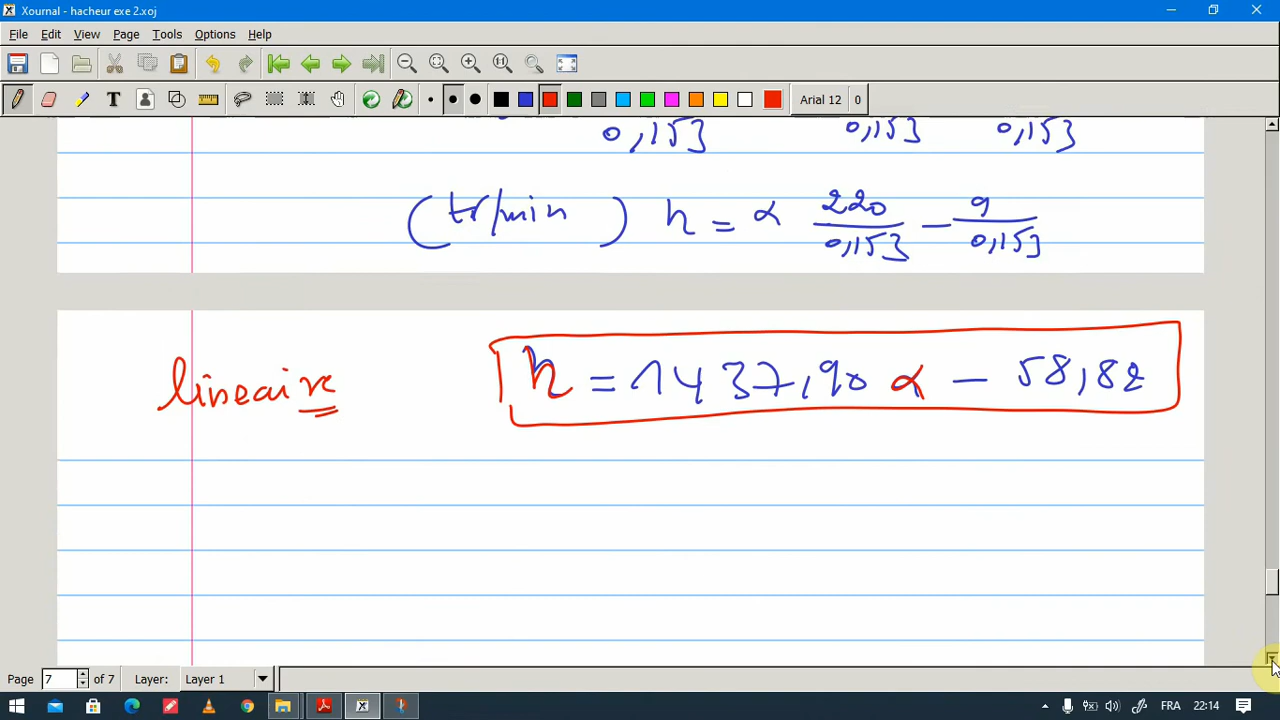 Xournal - hacheur exe 2.xoj
File Edit View Page Tools Options Help
Arial 12 0
0,153 0,153 0,153
(tr/min) n = α 220/0,153 - 9/0,153
lineaire
n = 1437,90 α - 58,82
Page 7 of 7 Layer: Layer 1
FRA 22:14